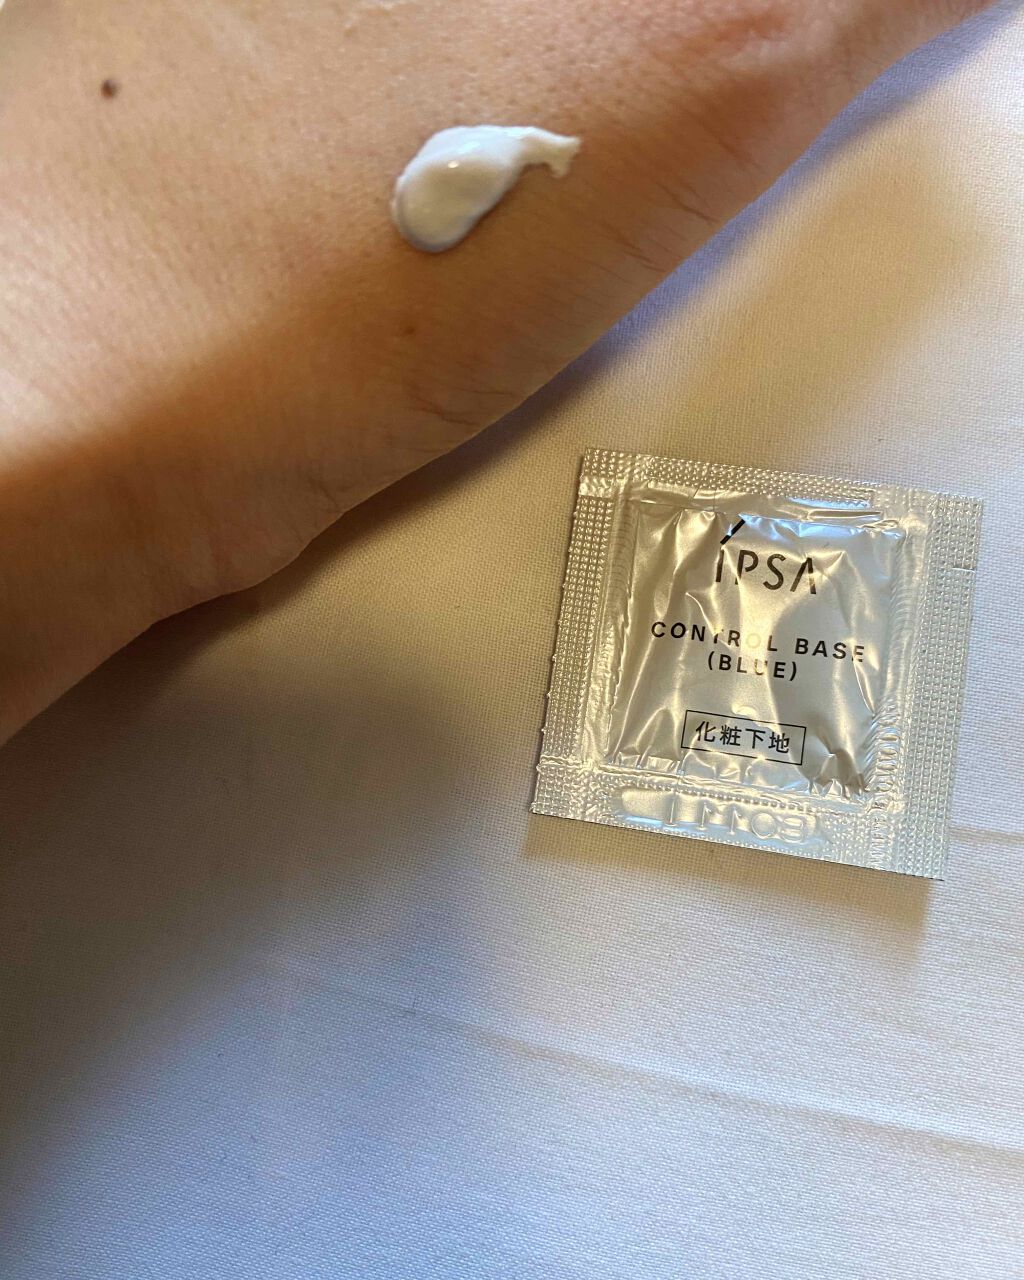 IPSA
CONTROL BASE
(BLUE)
化粧下地